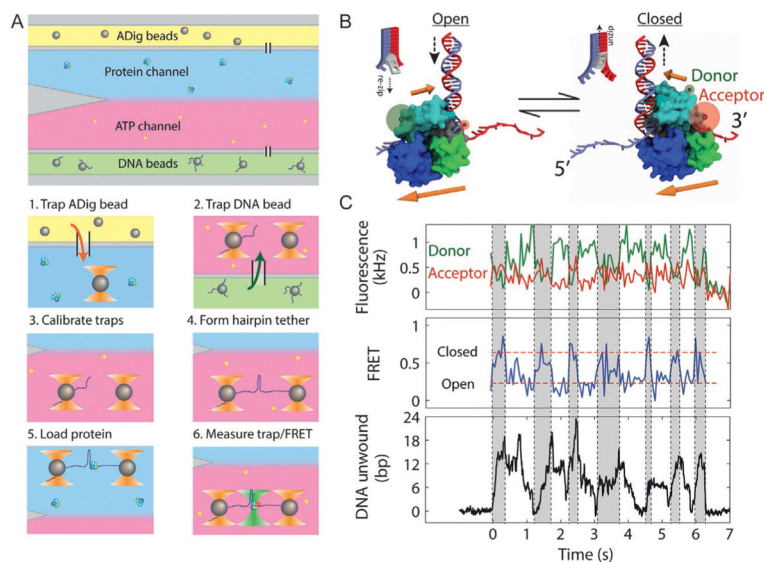 A
ADig beads
Protein channel
ATP channel
DNA beads
1. Trap ADig bead
2. Trap DNA bead
3. Calibrate traps
4. Form hairpin tether
5. Load protein
6. Measure trap/FRET
B
Open
Closed
re-zip
unzip
Donor
Acceptor
3′
5′
C
Fluorescence
(kHz)
1
0.5
0
Donor
Acceptor
FRET
1
0.5
0
Closed
Open
DNA unwound
(bp)
24
18
12
6
0
0 1 2 3 4 5 6 7
Time (s)